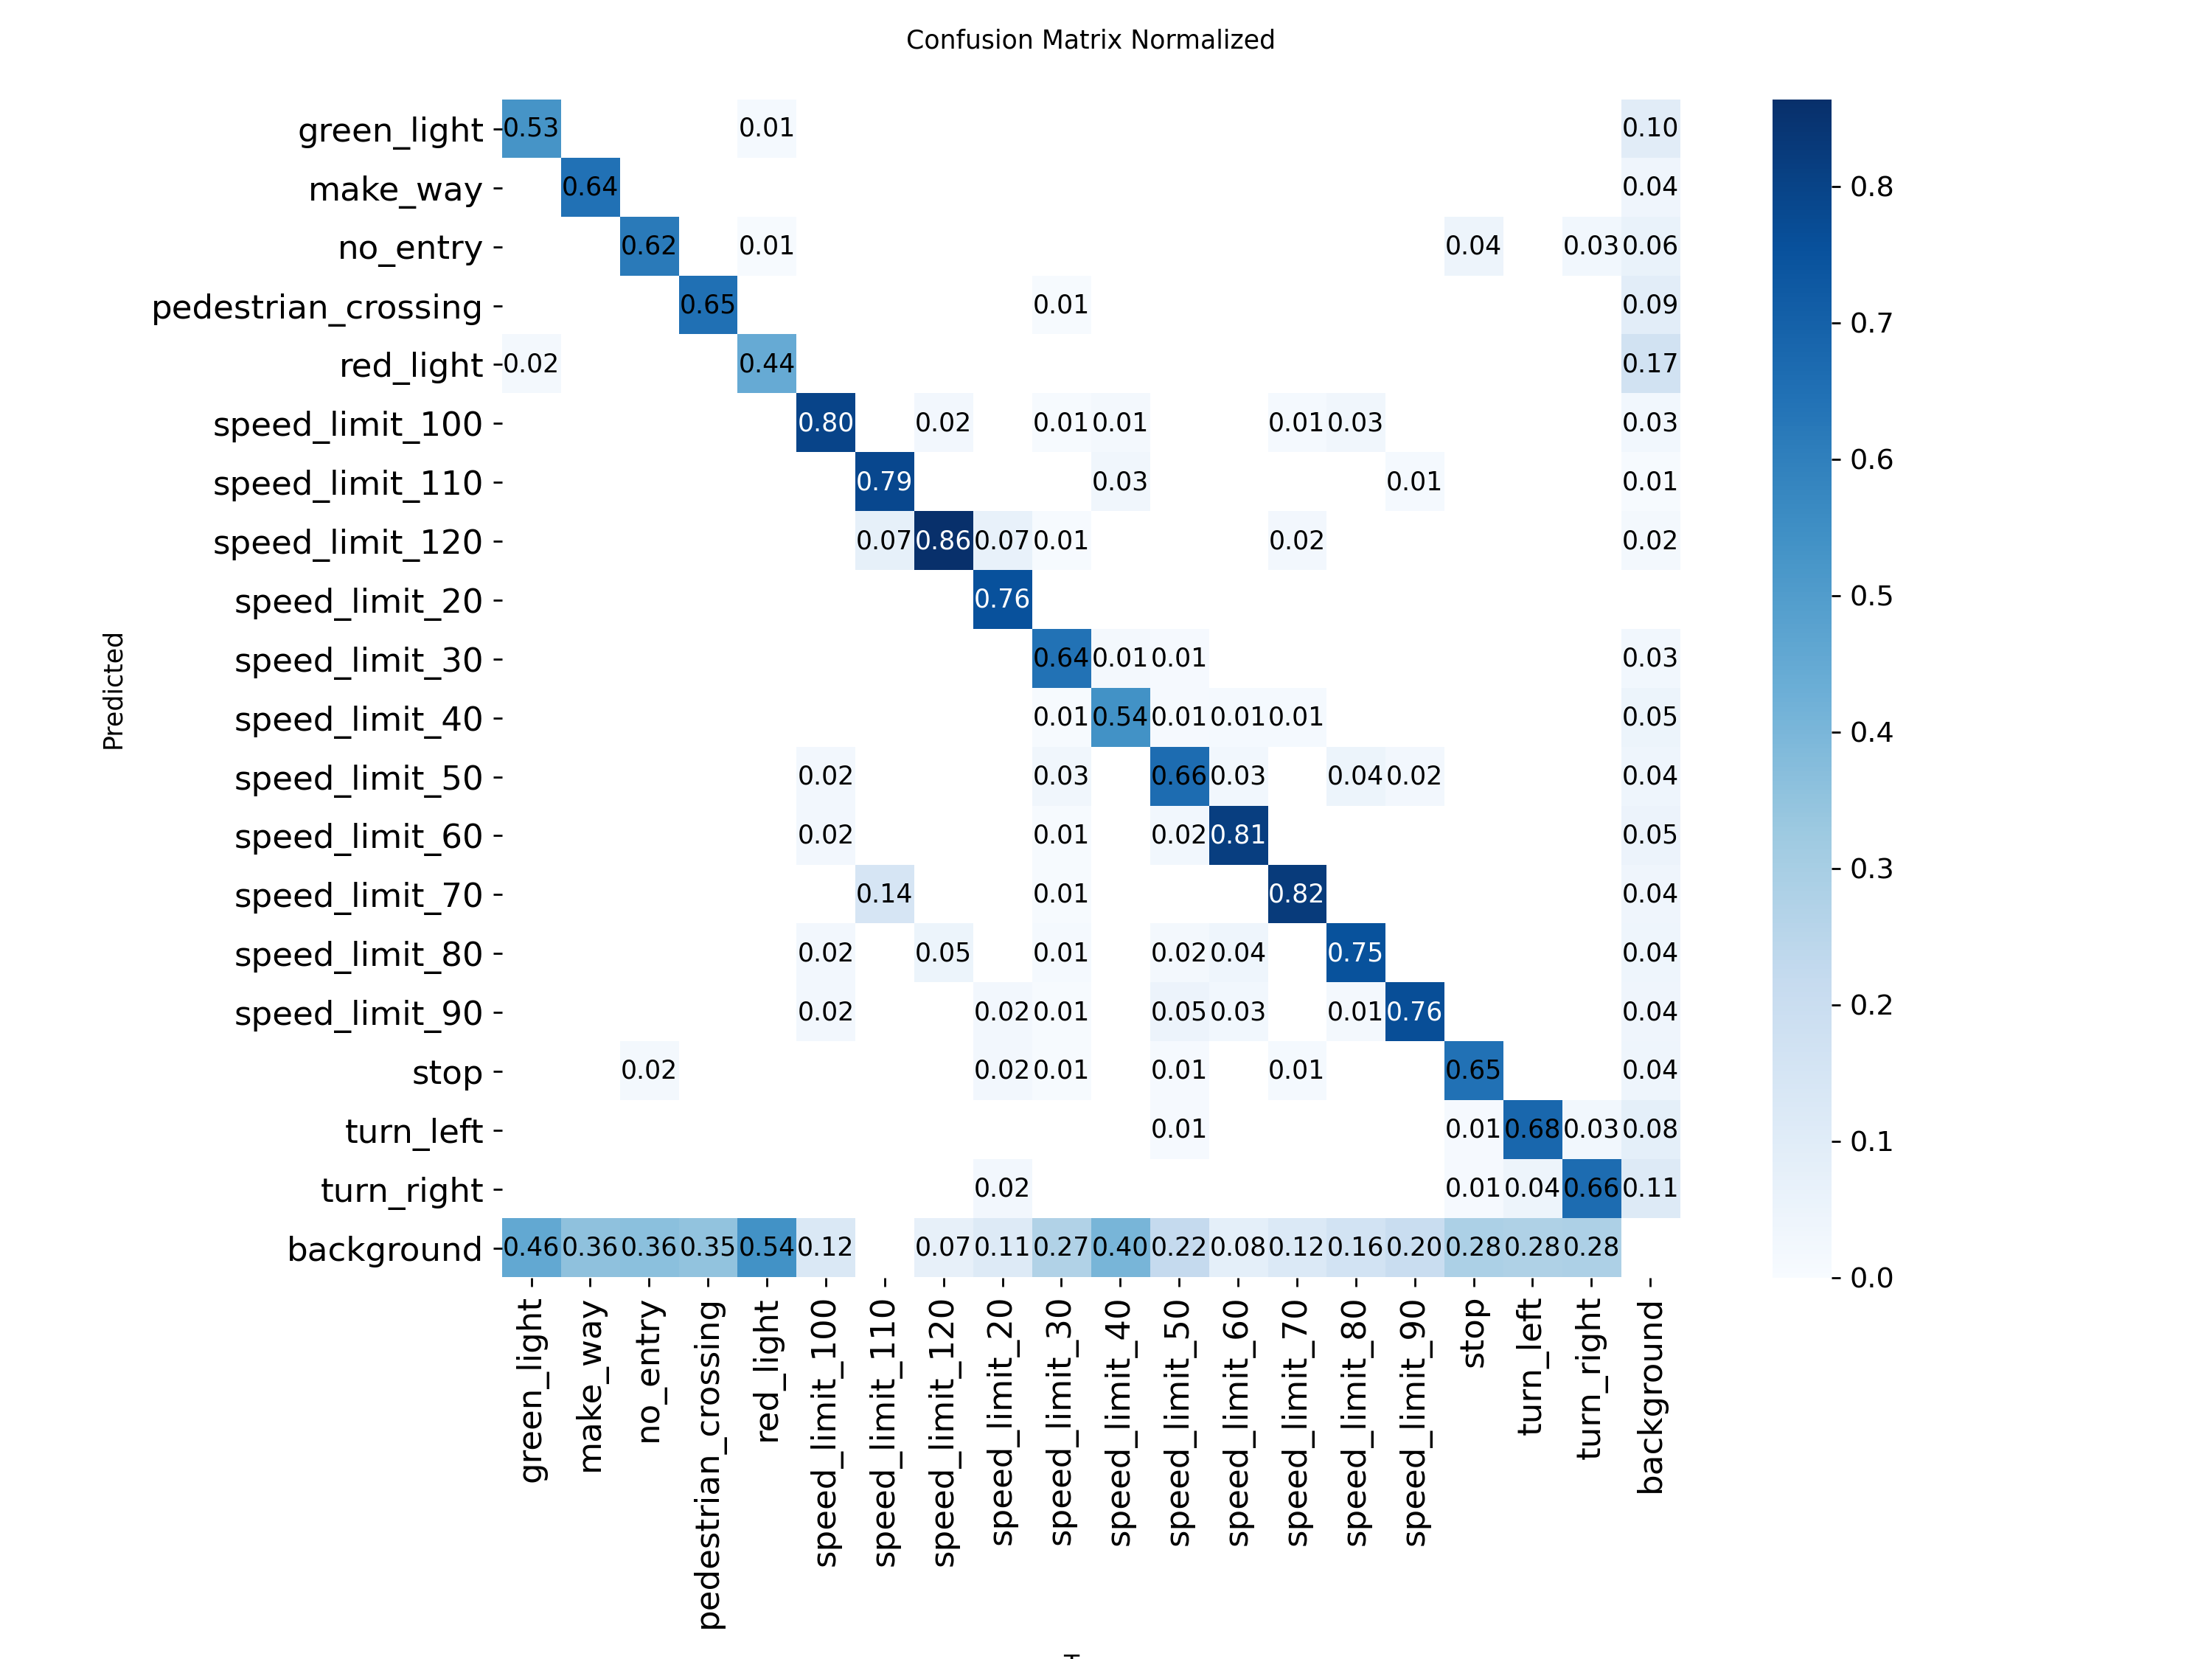 Confusion Matrix Normalized
green_light 0.53 0.01 0.10
make_way 0.64 0.04 0.8
no_entry 0.62 0.01 0.04 0.03 0.06
pedestrian_crossing 0.65 0.01 0.09 0.7
red_light 0.02 0.44 0.17
speed_limit_100 0.80 0.02 0.01 0.01 0.01 0.03 0.03
0.6
speed_limit_110 0.79 0.03 0.01 0.01
speed_limit_120 0.07 0.86 0.07 0.01 0.02 0.02
speed_limit_20 0.76 0.5
speed_limit_30 0.64 0.01 0.01 0.03
Predicted
speed_limit_40 0.01 0.54 0.01 0.01 0.01 0.05 0.4
speed_limit_50 0.02 0.03 0.66 0.03 0.04 0.02 0.04
speed_limit_60 0.02 0.01 0.02 0.81 0.05
0.3
speed_limit_70 0.14 0.01 0.82 0.04
speed_limit_80 0.02 0.05 0.01 0.02 0.04 0.75 0.04
speed_limit_90 0.02 0.02 0.01 0.05 0.03 0.01 0.76 0.04 0.2
stop 0.02 0.02 0.01 0.01 0.01 0.65 0.04
turn_left 0.01 0.01 0.68 0.03 0.08 0.1
turn_right 0.02 0.01 0.04 0.66 0.11
background 0.46 0.36 0.36 0.35 0.54 0.12 0.07 0.11 0.27 0.40 0.22 0.08 0.12 0.16 0.20 0.28 0.28 0.28
0.0
green_light
make_way
no_entry
pedestrian_crossing
red_light
speed_limit_100
speed_limit_110
speed_limit_120
speed_limit_20
speed_limit_30
speed_limit_40
speed_limit_50
speed_limit_60
speed_limit_70
speed_limit_80
speed_limit_90
stop
turn_left
turn_right
background